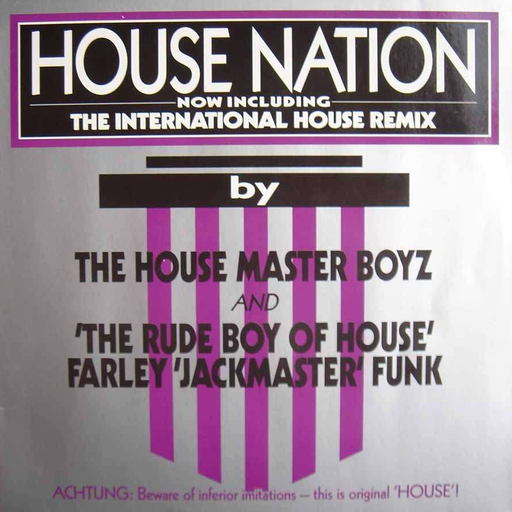 HOUSE NATION
NOW INCLUDING
THE INTERNATIONAL HOUSE REMIX
by
THE HOUSE MASTER BOYZ
AND
'THE RUDE BOY OF HOUSE'
FARLEY 'JACKMASTER' FUNK
ACHTUNG: Beware of inferior imitations – this is original 'HOUSE'!